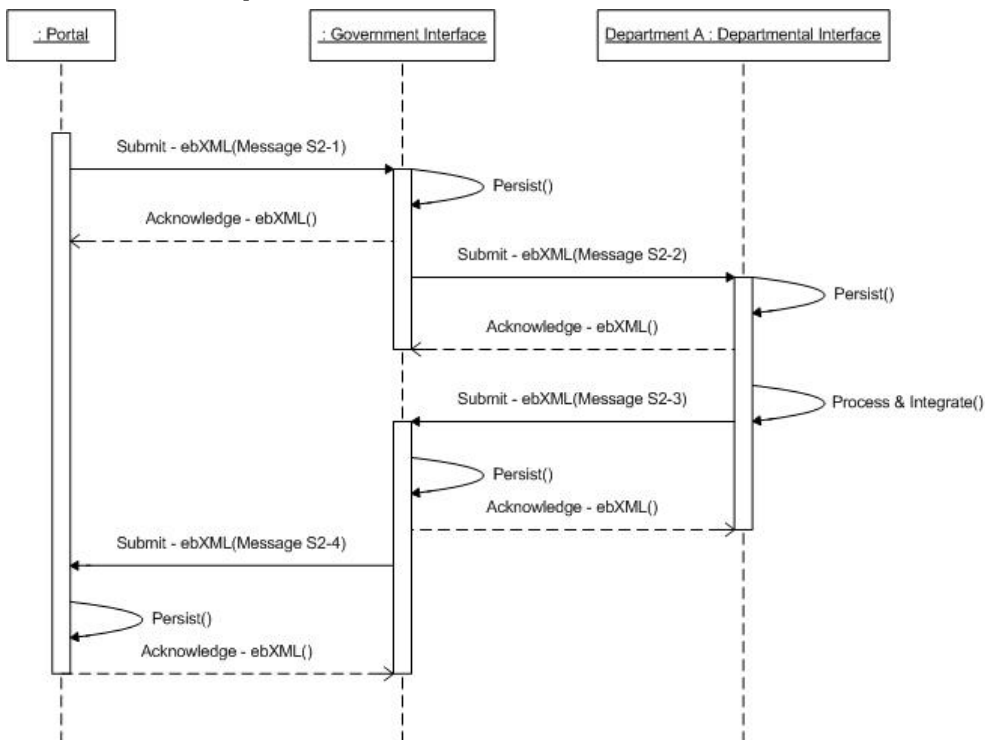 : Portal
: Government Interface
Department A : Departmental Interface
Submit - ebXML(Message S2-1)
Persist()
Acknowledge - ebXML()
Submit - ebXML(Message S2-2)
Persist()
Acknowledge - ebXML()
Submit - ebXML(Message S2-3)
Process & Integrate()
Persist()
Acknowledge - ebXML()
Submit - ebXML(Message S2-4)
Persist()
Acknowledge - ebXML()